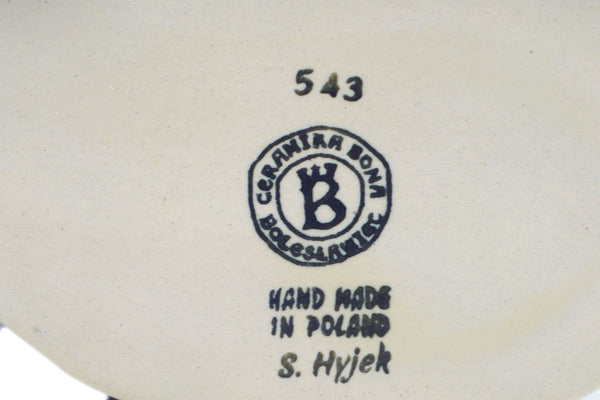 543
CERAMIKA BONA
B
BOLESŁAWIEC
HAND MADE
IN POLAND
S. Hyjek